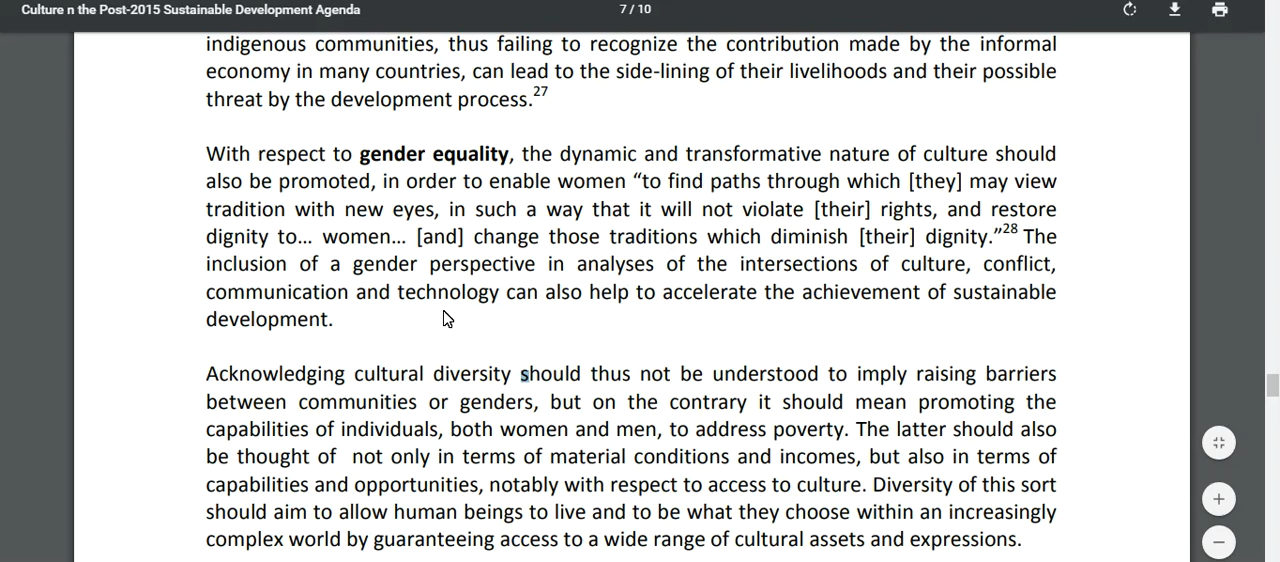 Culture n the Post-2015 Sustainable Development Agenda
7 / 10
indigenous communities, thus failing to recognize the contribution made by the informal
economy in many countries, can lead to the side-lining of their livelihoods and their possible
threat by the development process.27
With respect to gender equality, the dynamic and transformative nature of culture should
also be promoted, in order to enable women “to find paths through which [they] may view
tradition with new eyes, in such a way that it will not violate [their] rights, and restore
dignity to… women… [and] change those traditions which diminish [their] dignity.”28 The
inclusion of a gender perspective in analyses of the intersections of culture, conflict,
communication and technology can also help to accelerate the achievement of sustainable
development.
Acknowledging cultural diversity should thus not be understood to imply raising barriers
between communities or genders, but on the contrary it should mean promoting the
capabilities of individuals, both women and men, to address poverty. The latter should also
be thought of  not only in terms of material conditions and incomes, but also in terms of
capabilities and opportunities, notably with respect to access to culture. Diversity of this sort
should aim to allow human beings to live and to be what they choose within an increasingly
complex world by guaranteeing access to a wide range of cultural assets and expressions.